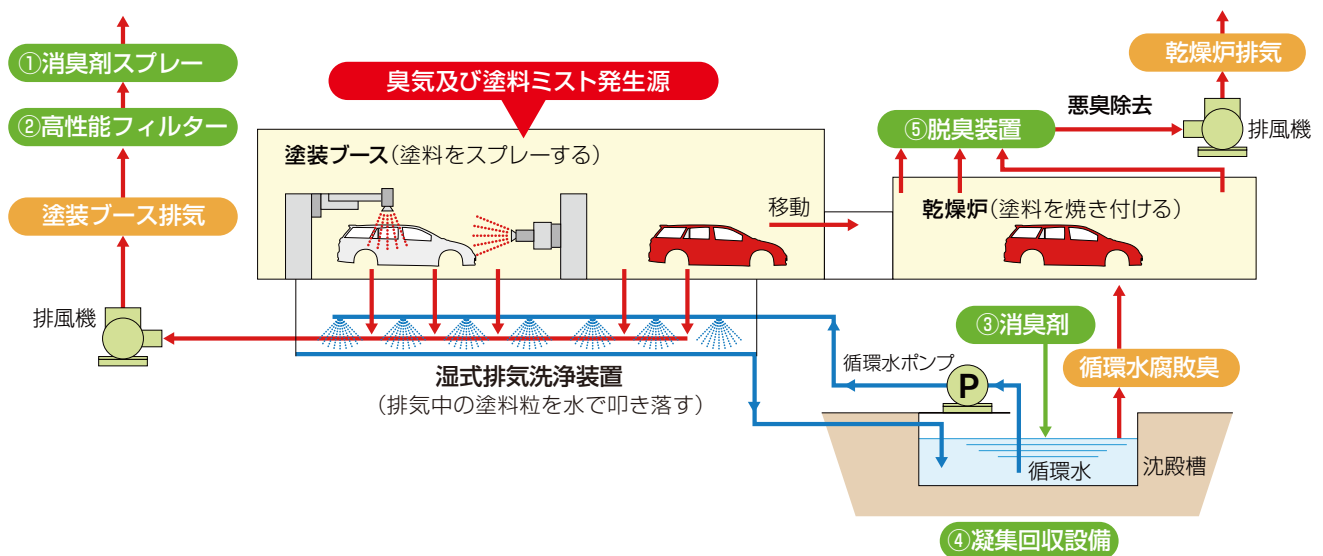 ①消臭剤スプレー
②高性能フィルター
塗装ブース排気
排風機
臭気及び塗料ミスト発生源
塗装ブース(塗料をスプレーする)
移動
湿式排気洗浄装置
(排気中の塗料粒を水で叩き落す)
乾燥炉排気
悪臭除去
排風機
⑤脱臭装置
乾燥炉(塗料を焼き付ける)
③消臭剤
循環水ポンプ
P
循環水腐敗臭
循環水
沈殿槽
④凝集回収設備